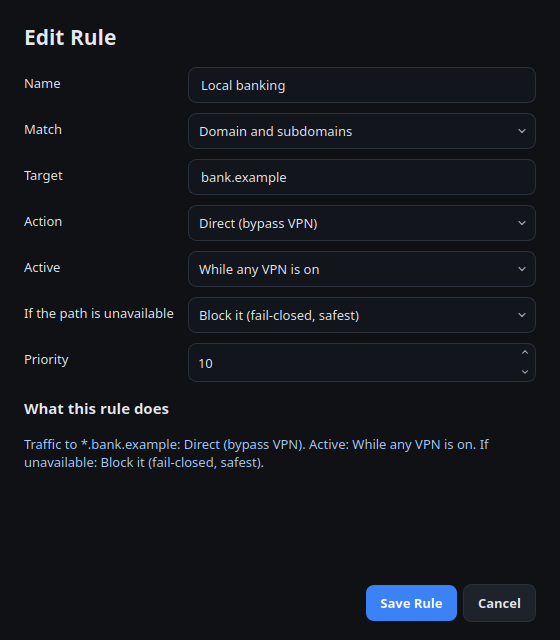 Edit Rule
Name
Local banking
Match
Domain and subdomains
Target
bank.example
Action
Direct (bypass VPN)
Active
While any VPN is on
If the path is unavailable
Block it (fail-closed, safest)
Priority
10
What this rule does
Traffic to *.bank.example: Direct (bypass VPN). Active: While any VPN is on. If
unavailable: Block it (fail-closed, safest).
Save Rule
Cancel